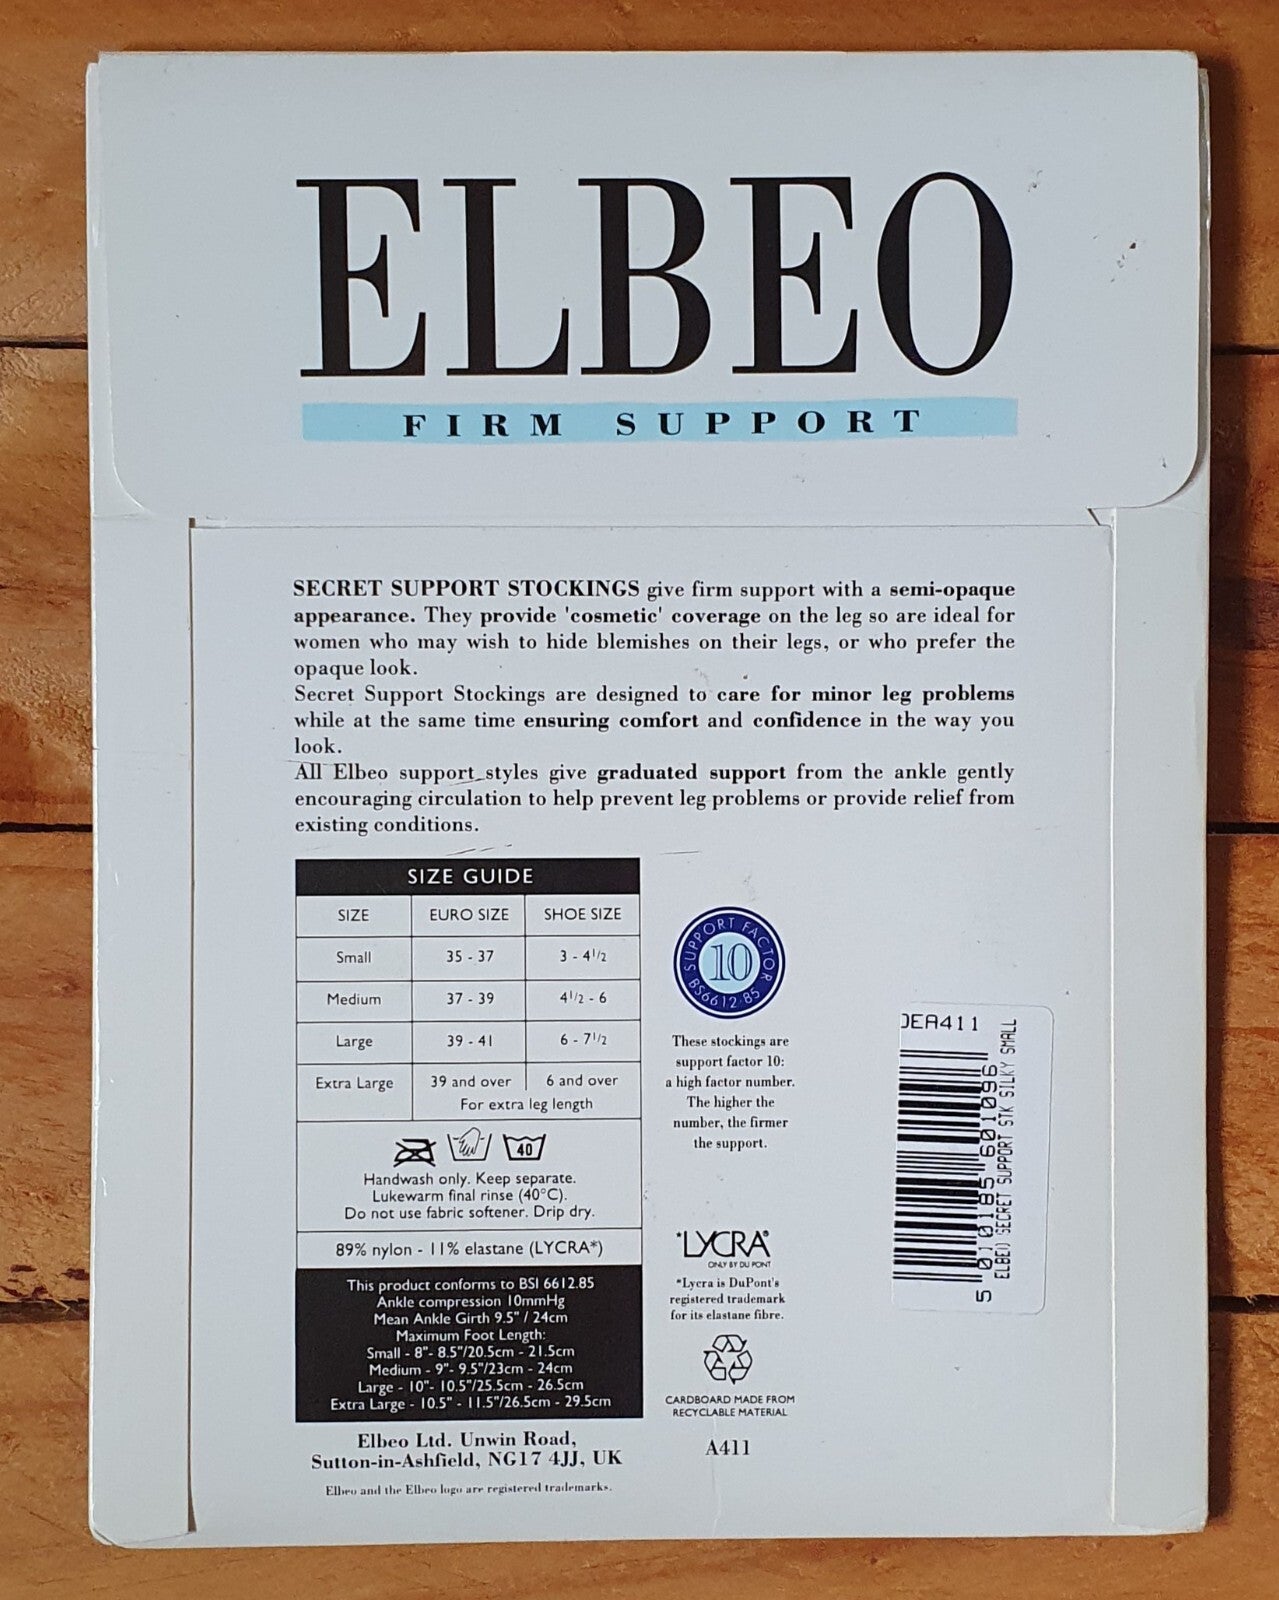 ELBEO
FIRM SUPPORT
SECRET SUPPORT STOCKINGS give firm support with a semi-opaque
appearance. They provide 'cosmetic' coverage on the leg so are ideal for
women who may wish to hide blemishes on their legs, or who prefer the
opaque look.
Secret Support Stockings are designed to care for minor leg problems
while at the same time ensuring comfort and confidence in the way you
look.
All Elbeo support styles give graduated support from the ankle gently
encouraging circulation to help prevent leg problems or provide relief from
existing conditions.
SIZE GUIDE
SIZE EURO SIZE SHOE SIZE
Small 35 - 37 3 - 4 1/2
Medium 37 - 39 4 1/2 - 6
Large 39 - 41 6 - 7 1/2
Extra Large 39 and over 6 and over
For extra leg length
40
Handwash only. Keep separate.
Lukewarm final rinse (40°C).
Do not use fabric softener. Drip dry.
89% nylon - 11% elastane (LYCRA*)
This product conforms to BSI 6612.85
Ankle compression 10mmHg
Mean Ankle Girth 9.5" / 24cm
Maximum Foot Length:
Small - 8"- 8.5"/20.5cm - 21.5cm
Medium - 9"- 9.5"/23cm - 24cm
Large - 10"- 10.5"/25.5cm - 26.5cm
Extra Large - 10.5" - 11.5"/26.5cm - 29.5cm
Elbeo Ltd. Unwin Road,
Sutton-in-Ashfield, NG17 4JJ, UK
Elbeo and the Elbeo logo are registered trademarks.
SUPPORT FACTOR
10
BS6612:85
These stockings are
support factor 10:
a high factor number.
The higher the
number, the firmer
the support.
*LYCRA®
ONLY BY DU PONT
*Lycra is DuPont's
registered trademark
for its elastane fibre.
CARDBOARD MADE FROM
RECYCLABLE MATERIAL
A411
OEA411
5 010185 601096
ELBEO SECRET SUPPORT STK SILKY SMALL